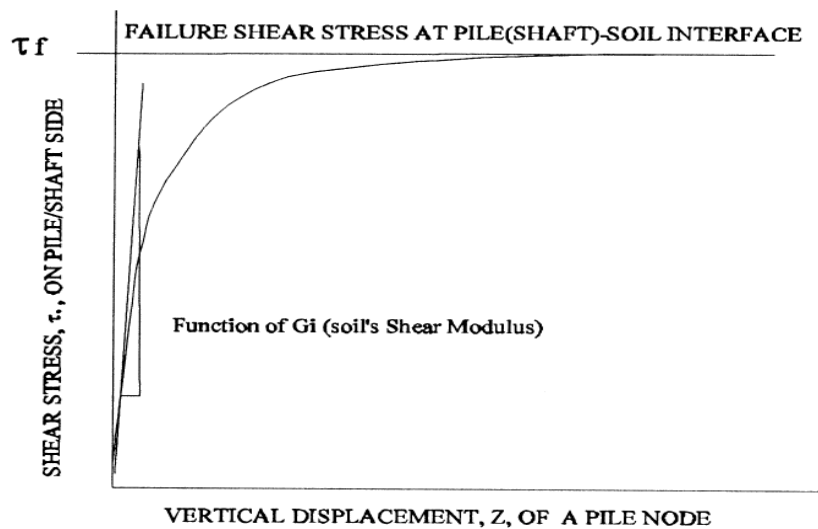 FAILURE SHEAR STRESS AT PILE(SHAFT)-SOIL INTERFACE
τf
SHEAR STRESS, τ., ON PILE/SHAFT SIDE
Function of Gi (soil's Shear Modulus)
VERTICAL DISPLACEMENT, Z, OF A PILE NODE